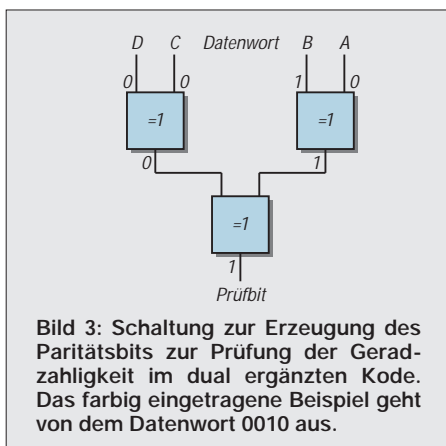 D C Datenwort B A
0 0 1 0
=1 =1
0 1
=1
1
Prüfbit
Bild 3: Schaltung zur Erzeugung des
Paritätsbits zur Prüfung der Gerad-
zahligkeit im dual ergänzten Kode.
Das farbig eingetragene Beispiel geht
von dem Datenwort 0010 aus.